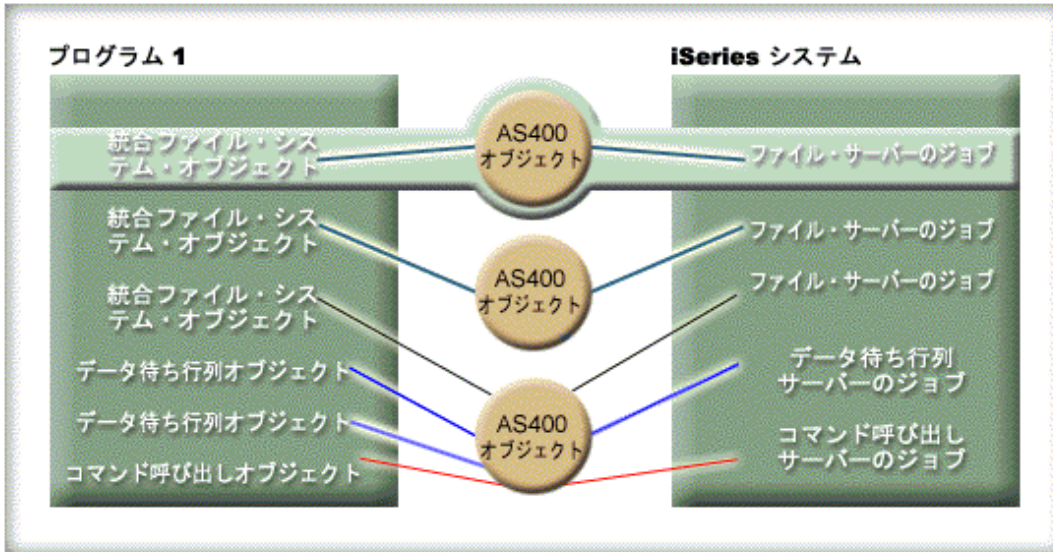 プログラム 1
iSeries システム
統合ファイル・シス
テム・オブジェクト
AS400
オブジェクト
ファイル・サーバーのジョブ
統合ファイル・シス
テム・オブジェクト
AS400
オブジェクト
ファイル・サーバーのジョブ
統合ファイル・シス
テム・オブジェクト
ファイル・サーバーのジョブ
データ待ち行列オブジェクト
データ待ち行列オブジェクト
コマンド呼び出しオブジェクト
AS400
オブジェクト
データ待ち行列
サーバーのジョブ
コマンド呼び出し
サーバーのジョブ